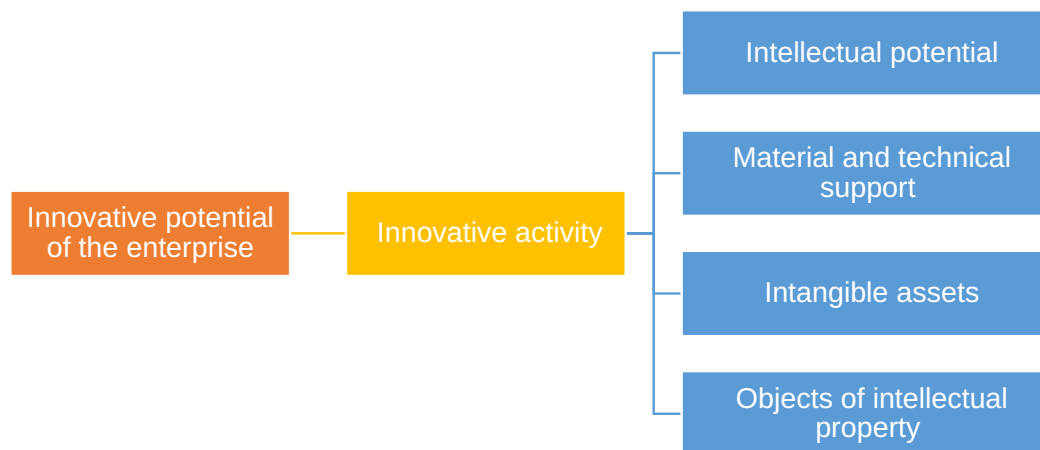 Intellectual potential
Material and technical
support
Innovative potential
of the enterprise
Innovative activity
Intangible assets
Objects of intellectual
property